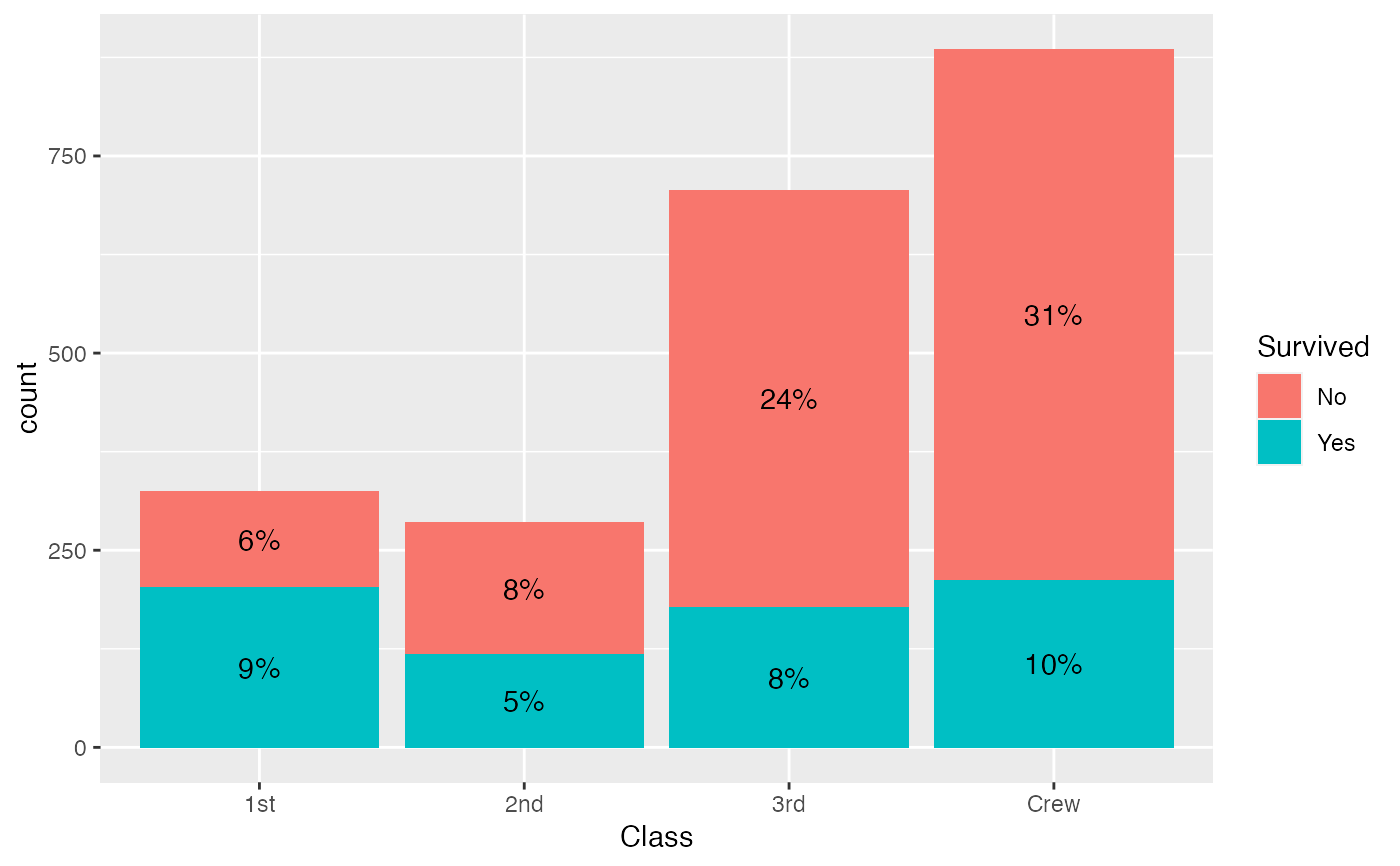 750
500
250
0
count
6%
9%
8%
5%
24%
8%
31%
10%
1st
2nd
3rd
Crew
Class
Survived
No
Yes